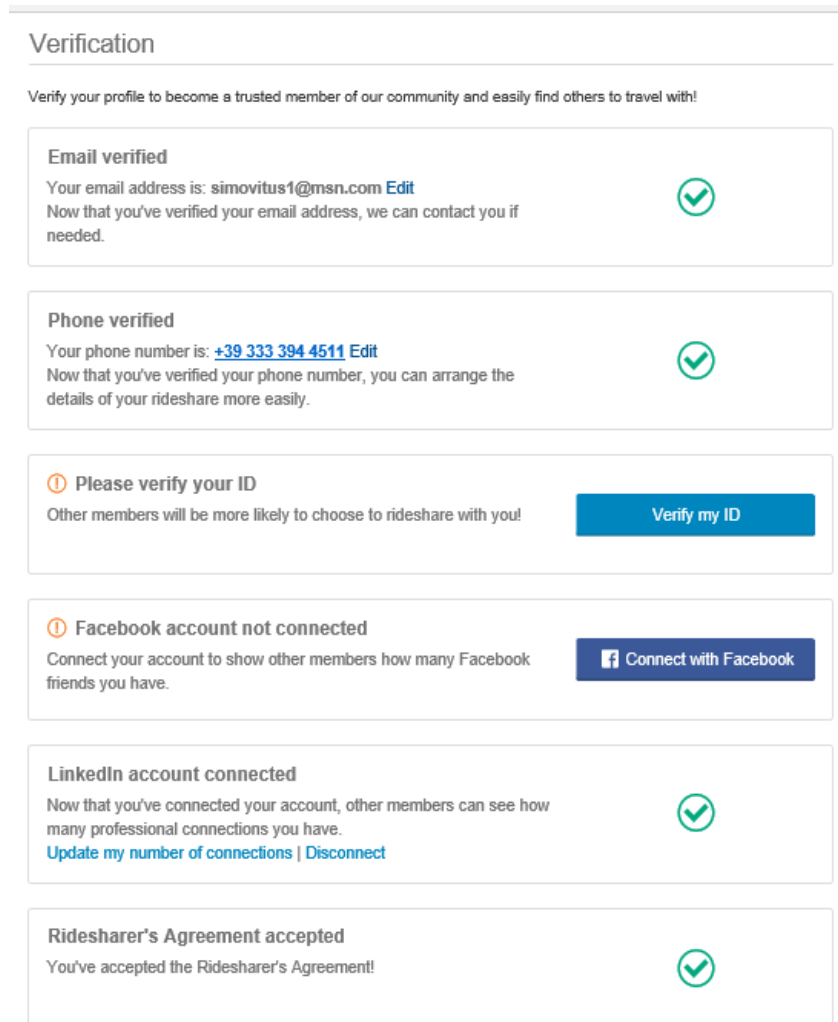 Verification
Verify your profile to become a trusted member of our community and easily find others to travel with!
Email verified
Your email address is: simovitus1@msn.com Edit
Now that you've verified your email address, we can contact you if
needed.
Phone verified
Your phone number is: +39 333 394 4511 Edit
Now that you've verified your phone number, you can arrange the
details of your rideshare more easily.
Please verify your ID
Other members will be more likely to choose to rideshare with you!
Verify my ID
Facebook account not connected
Connect your account to show other members how many Facebook
friends you have.
Connect with Facebook
LinkedIn account connected
Now that you've connected your account, other members can see how
many professional connections you have.
Update my number of connections | Disconnect
Ridesharer's Agreement accepted
You've accepted the Ridesharer's Agreement!